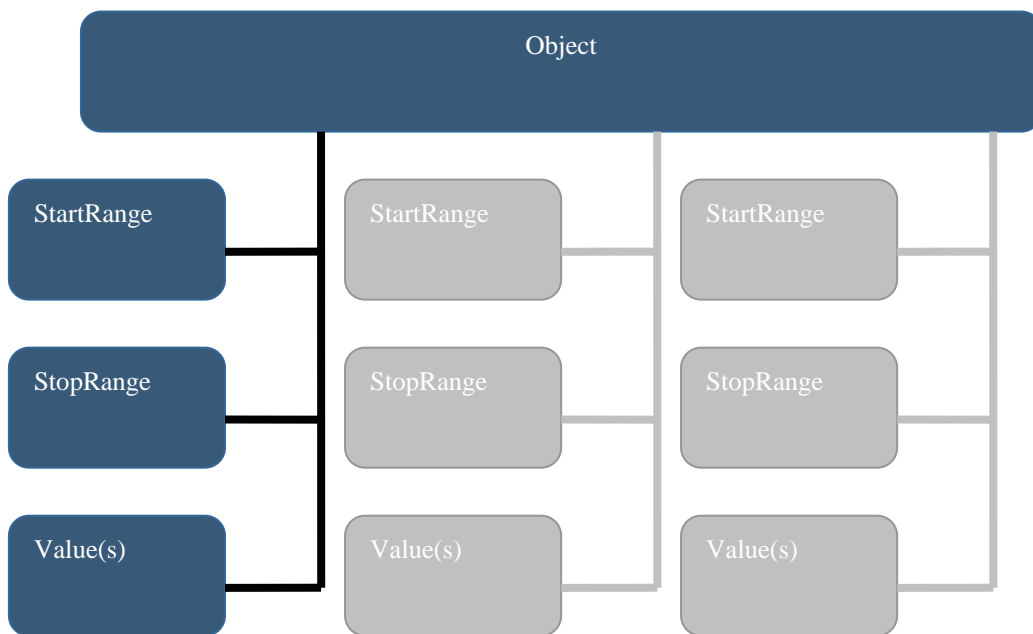 Object
StartRange
StartRange
StartRange
StopRange
StopRange
StopRange
Value(s)
Value(s)
Value(s)